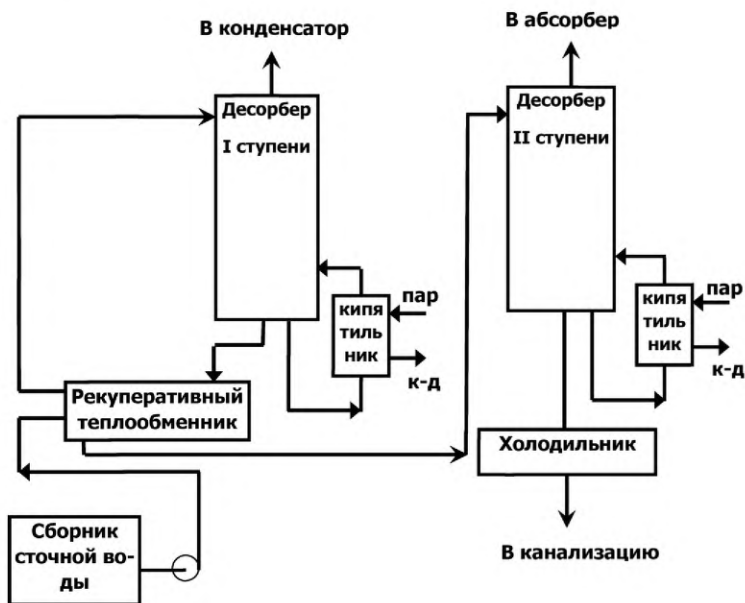 В конденсатор
Десорбер
I ступени
кипя
тиль
ник
пар
к-д
Рекуперативный
теплообменник
Сборник
сточной во-
ды
В абсорбер
Десорбер
II ступени
кипя
тиль
ник
пар
к-д
Холодильник
В канализацию